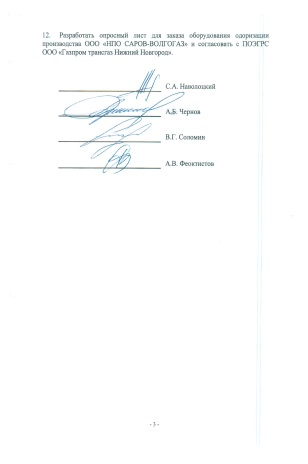 12. Разработать опросный лист для заказа оборудования одоризации
производства ООО «НПО САРОВ-ВОЛГОГАЗ» и согласовать с ПОЭГРС
ООО «Газпром трансгаз Нижний Новгород».
С.А. Наволоцкий
А.Б. Чернов
В.Г. Соломин
А.В. Феоктистов
- 3 -